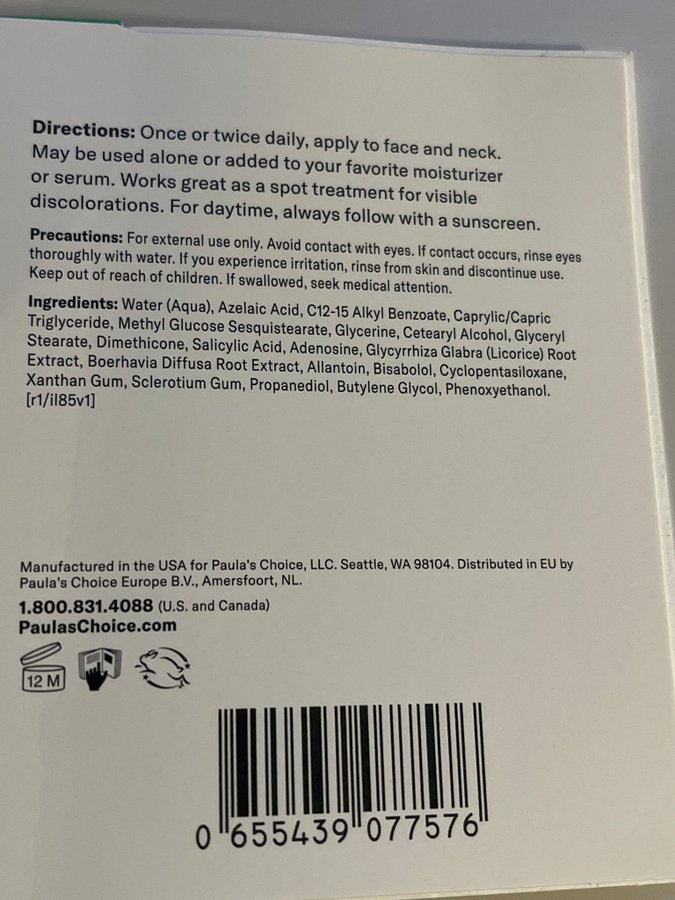 Directions: Once or twice daily, apply to face and neck.
May be used alone or added to your favorite moisturizer
or serum. Works great as a spot treatment for visible
discolorations. For daytime, always follow with a sunscreen.
Precautions: For external use only. Avoid contact with eyes. If contact occurs, rinse eyes
thoroughly with water. If you experience irritation, rinse from skin and discontinue use.
Keep out of reach of children. If swallowed, seek medical attention.
Ingredients: Water (Aqua), Azelaic Acid, C12-15 Alkyl Benzoate, Caprylic/Capric
Triglyceride, Methyl Glucose Sesquistearate, Glycerine, Cetearyl Alcohol, Glyceryl
Stearate, Dimethicone, Salicylic Acid, Adenosine, Glycyrrhiza Glabra (Licorice) Root
Extract, Boerhavia Diffusa Root Extract, Allantoin, Bisabolol, Cyclopentasiloxane,
Xanthan Gum, Sclerotium Gum, Propanediol, Butylene Glycol, Phenoxyethanol.
[r1/il85v1]
Manufactured in the USA for Paula's Choice, LLC. Seattle, WA 98104. Distributed in EU by
Paula's Choice Europe B.V., Amersfoort, NL.
1.800.831.4088 (U.S. and Canada)
PaulasChoice.com
12 M
0 655439 077576